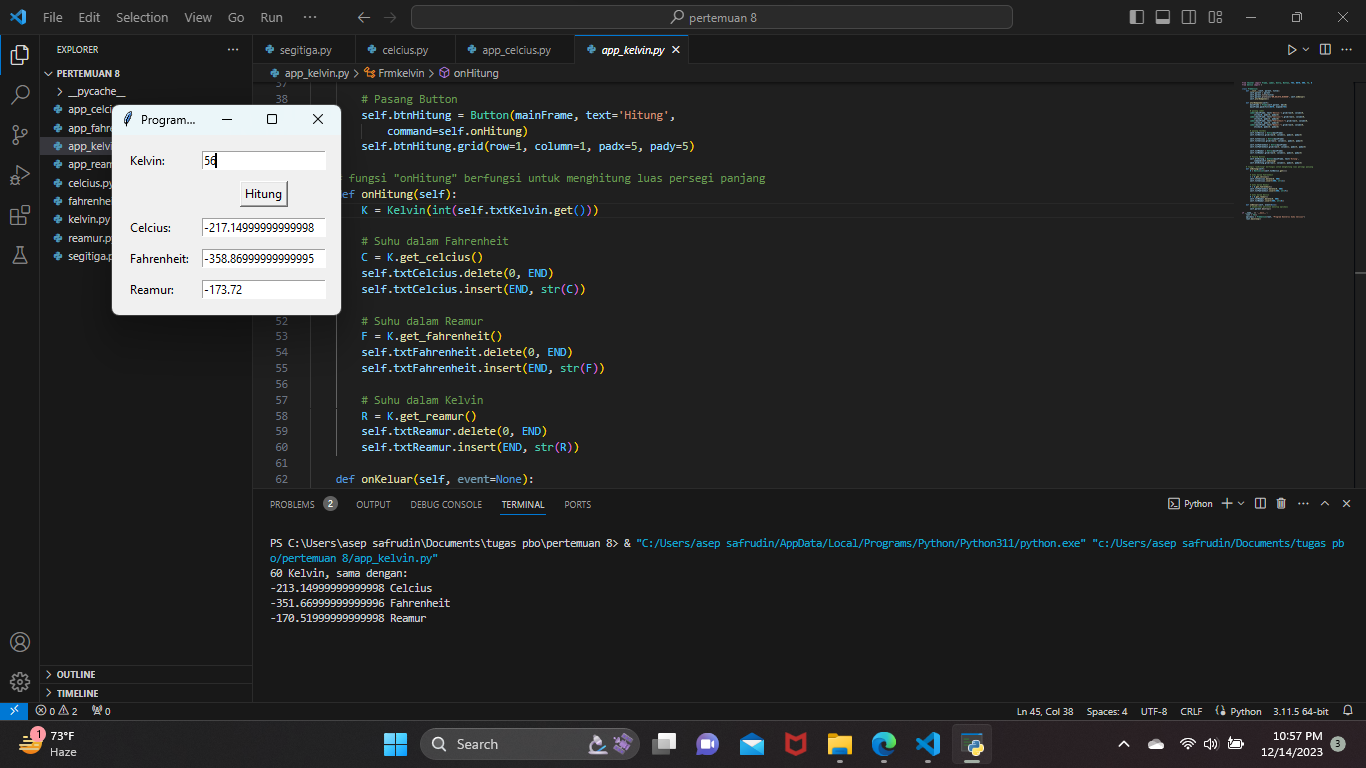 File Edit Selection View Go Run ···
pertemuan 8
EXPLORER ···
PERTEMUAN 8
__pycache__
app_celci
app_fahre
app_kelvi
app_ream
celcius.py
fahrenhe
kelvin.py
reamur.p
segitiga.p
OUTLINE
TIMELINE
Program...
Kelvin: 56
Hitung
Celcius: -217.14999999999998
Fahrenheit: -358.86999999999995
Reamur: -173.72
segitiga.py celcius.py app_celcius.py app_kelvin.py
app_kelvin.py > Frmkelvin > onHitung
37
38 # Pasang Button
self.btnHitung = Button(mainFrame, text='Hitung',
command=self.onHitung)
self.btnHitung.grid(row=1, column=1, padx=5, pady=5)
fungsi "onHitung" berfungsi untuk menghitung luas persegi panjang
ef onHitung(self):
K = Kelvin(int(self.txtKelvin.get()))
# Suhu dalam Fahrenheit
C = K.get_celcius()
self.txtCelcius.delete(0, END)
self.txtCelcius.insert(END, str(C))
52 # Suhu dalam Reamur
53 F = K.get_fahrenheit()
54 self.txtFahrenheit.delete(0, END)
55 self.txtFahrenheit.insert(END, str(F))
56
57 # Suhu dalam Kelvin
58 R = K.get_reamur()
59 self.txtReamur.delete(0, END)
60 self.txtReamur.insert(END, str(R))
61
62 def onKeluar(self, event=None):
PROBLEMS 2 OUTPUT DEBUG CONSOLE TERMINAL PORTS
Python
PS C:\Users\asep safrudin\Documents\tugas pbo\pertemuan 8> & "C:/Users/asep safrudin/AppData/Local/Programs/Python/Python311/python.exe" "c:/Users/asep safrudin/Documents/tugas pb
o/pertemuan 8/app_kelvin.py"
60 Kelvin, sama dengan:
-213.14999999999998 Celcius
-351.66999999999996 Fahrenheit
-170.51999999999998 Reamur
0 2 0
Ln 45, Col 38 Spaces: 4 UTF-8 CRLF Python 3.11.5 64-bit
1
73°F
Haze
Search
10:57 PM
12/14/2023
3